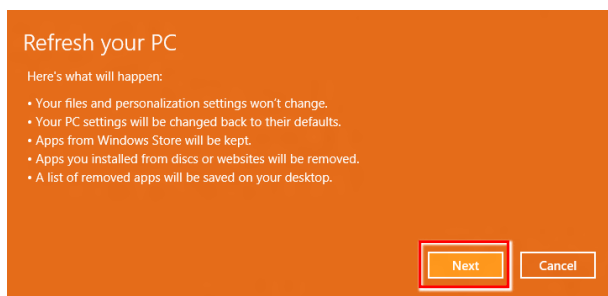 Refresh your PC
Here's what will happen:
• Your files and personalization settings won't change.
• Your PC settings will be changed back to their defaults.
• Apps from Windows Store will be kept.
• Apps you installed from discs or websites will be removed.
• A list of removed apps will be saved on your desktop.
Next Cancel